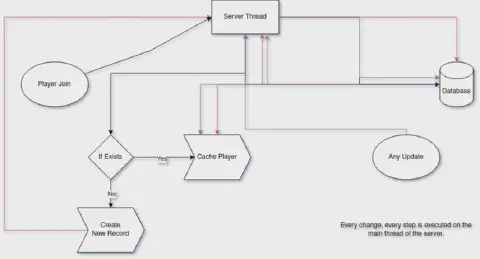 Server Thread
Player Join
Database
If Exists
Yes
Cache Player
Any Update
No
Create
New Record
Every change, every step is executed on the
main thread of the server.